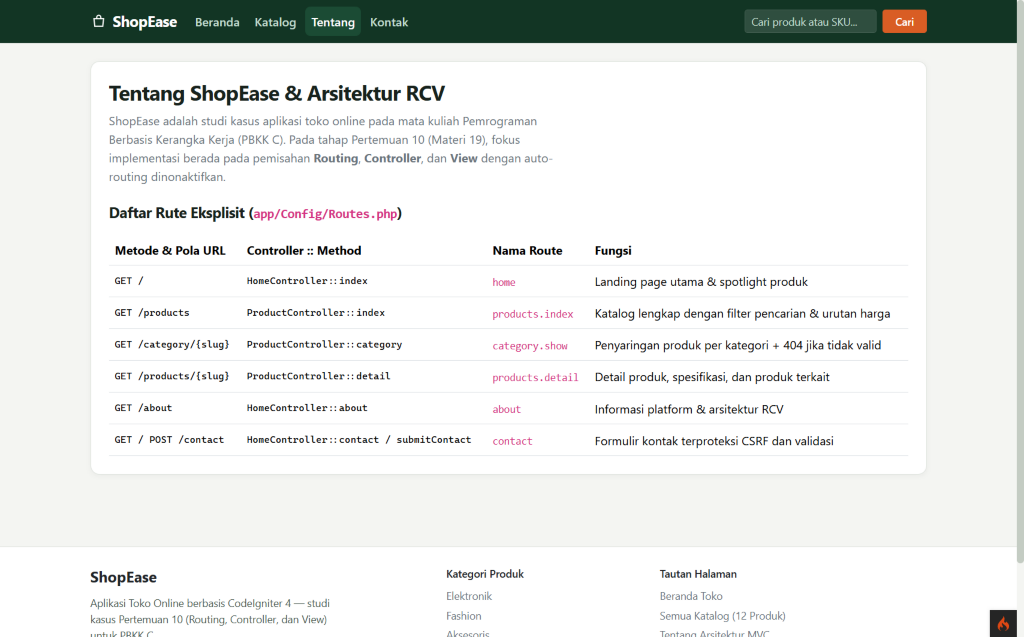 ShopEase Beranda Katalog Tentang Kontak Cari produk atau SKU... Cari
Tentang ShopEase & Arsitektur RCV
ShopEase adalah studi kasus aplikasi toko online pada mata kuliah Pemrograman
Berbasis Kerangka Kerja (PBKK C). Pada tahap Pertemuan 10 (Materi 19), fokus
implementasi berada pada pemisahan Routing, Controller, dan View dengan auto-
routing dinonaktifkan.
Daftar Rute Eksplisit (app/Config/Routes.php)
Metode & Pola URL Controller :: Method Nama Route Fungsi
GET / HomeController::index home Landing page utama & spotlight produk
GET /products ProductController::index products.index Katalog lengkap dengan filter pencarian & urutan harga
GET /category/{slug} ProductController::category category.show Penyaringan produk per kategori + 404 jika tidak valid
GET /products/{slug} ProductController::detail products.detail Detail produk, spesifikasi, dan produk terkait
GET /about HomeController::about about Informasi platform & arsitektur RCV
GET / POST /contact HomeController::contact / submitContact contact Formulir kontak terproteksi CSRF dan validasi
ShopEase Kategori Produk Tautan Halaman
Aplikasi Toko Online berbasis CodeIgniter 4 — studi Elektronik Beranda Toko
kasus Pertemuan 10 (Routing, Controller, dan View) Fashion Semua Katalog (12 Produk)
untuk PBKK C. Aksesoris Tentang Arsitektur MVC